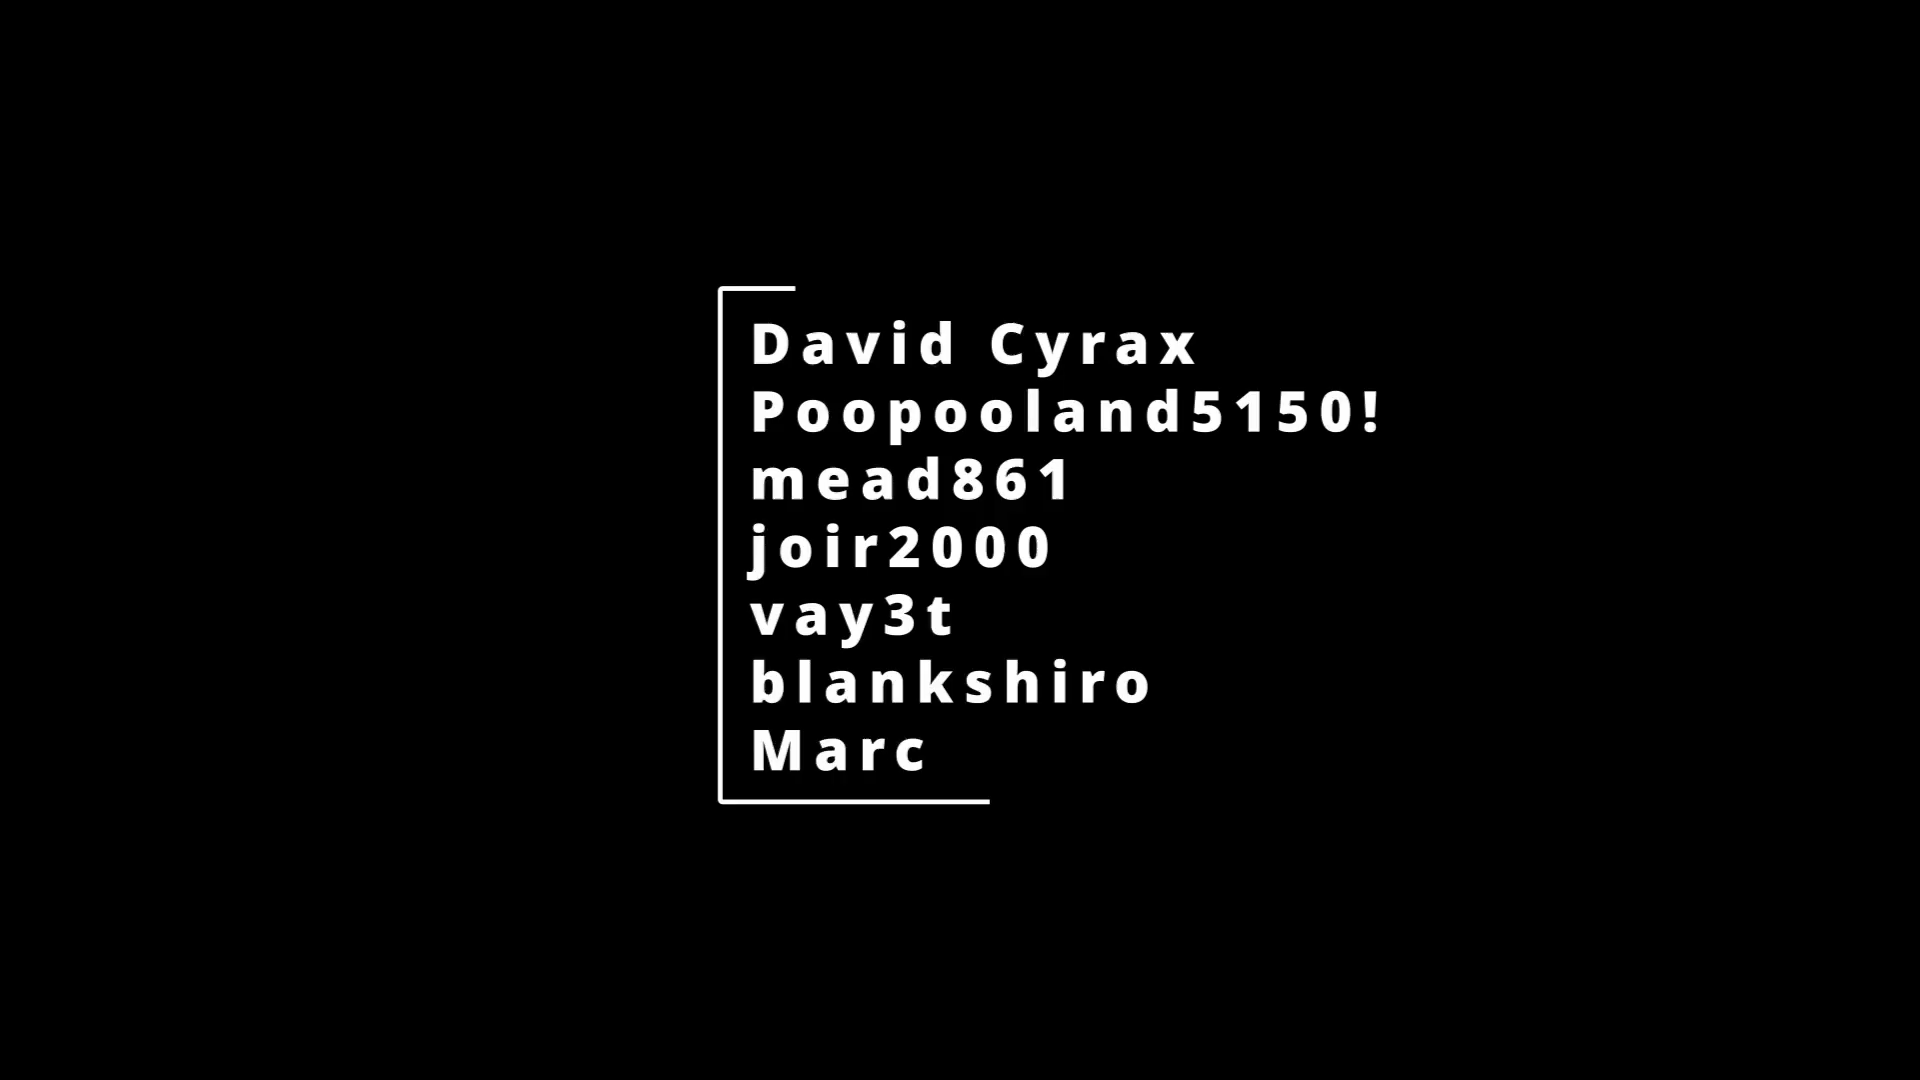 David Cyrax
Poopooland5150!
mead861
joir2000
vay3t
blankshiro
Marc